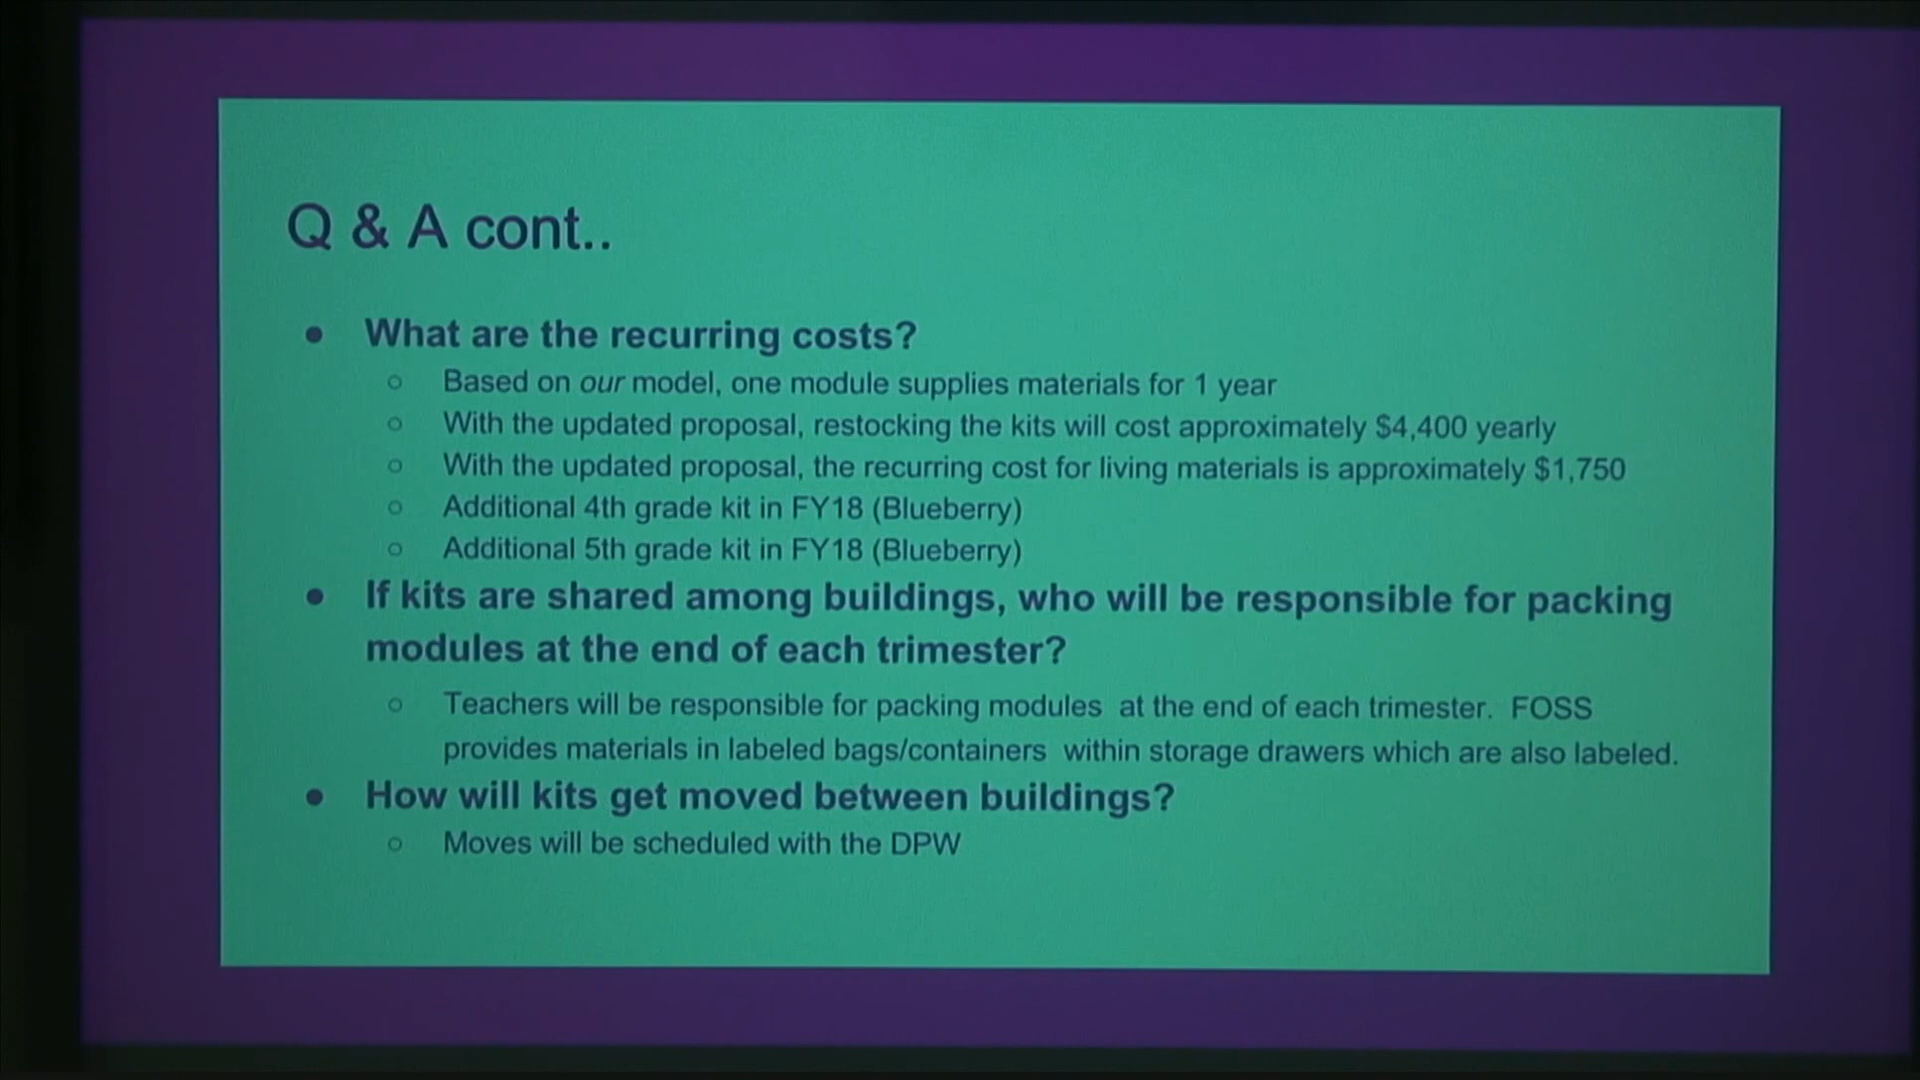 Q & A cont..
● What are the recurring costs?
○ Based on our model, one module supplies materials for 1 year
○ With the updated proposal, restocking the kits will cost approximately $4,400 yearly
○ With the updated proposal, the recurring cost for living materials is approximately $1,750
○ Additional 4th grade kit in FY18 (Blueberry)
○ Additional 5th grade kit in FY18 (Blueberry)
● If kits are shared among buildings, who will be responsible for packing
modules at the end of each trimester?
○ Teachers will be responsible for packing modules at the end of each trimester. FOSS
provides materials in labeled bags/containers within storage drawers which are also labeled.
● How will kits get moved between buildings?
○ Moves will be scheduled with the DPW